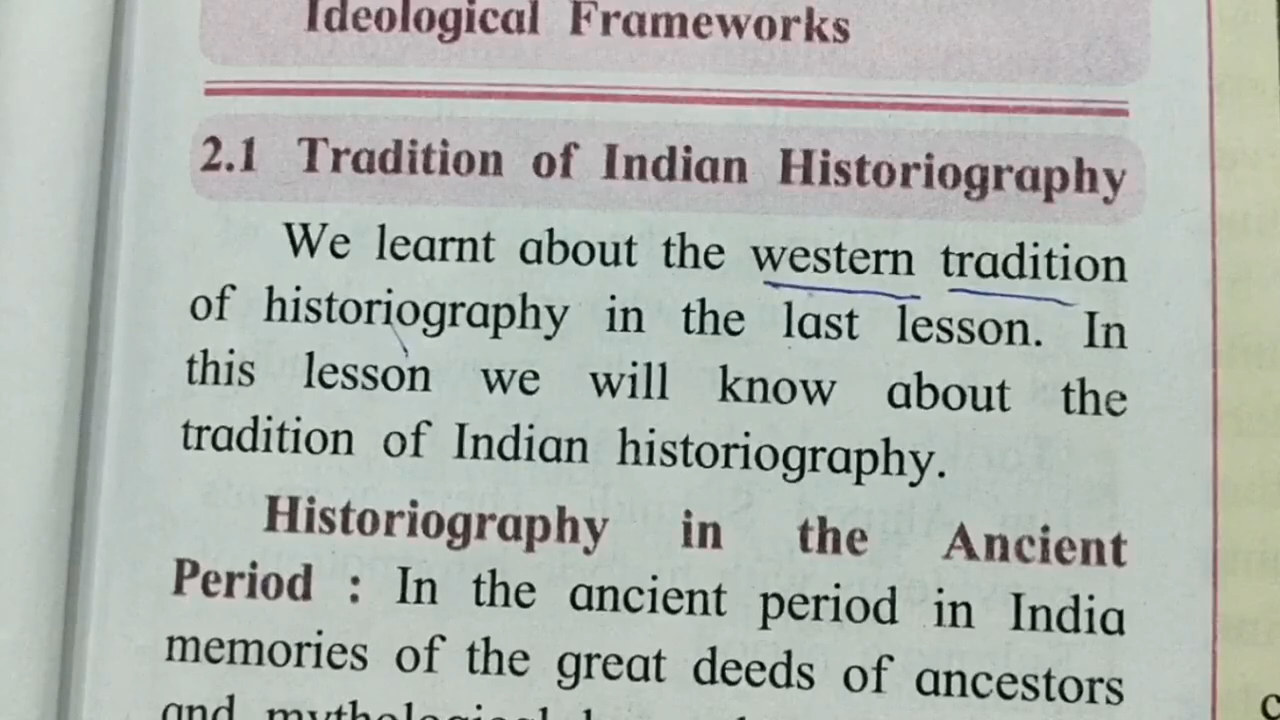 Ideological Frameworks
2.1 Tradition of Indian Historiography
We learnt about the western tradition
of historiography in the last lesson. In
this lesson we will know about the
tradition of Indian historiography.
Historiography in the Ancient
Period : In the ancient period in India
memories of the great deeds of ancestors
and mythological